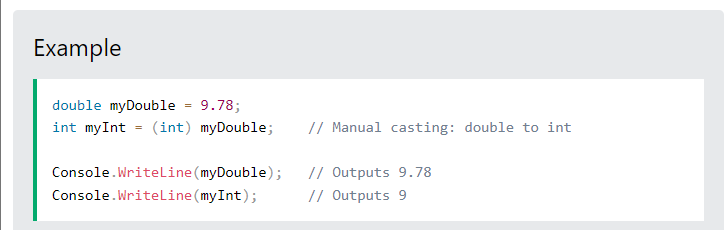 Example
double myDouble = 9.78;
int myInt = (int) myDouble;    // Manual casting: double to int
Console.WriteLine(myDouble);   // Outputs 9.78
Console.WriteLine(myInt);      // Outputs 9